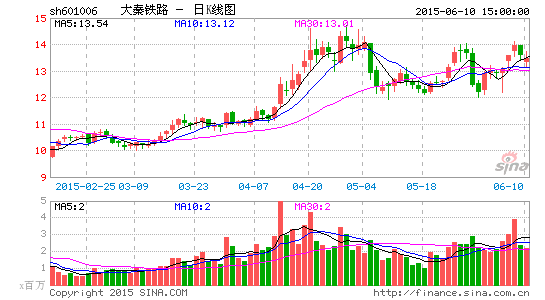 sh601006 大秦铁路 - 日K线图 2015-06-10 15:00:00
MA5:13.54 MA10:13.12 MA30:13.01
15
14
13
12
11
10
9
2015-02-25 03-09 03-23 04-07 04-20 05-04 05-18 06-10
sina
MA5:2 MA10:2 MA30:2
5
4
3
2
1
x百万
Copyright 2015 SINA.COM http://finance.sina.com.cn/